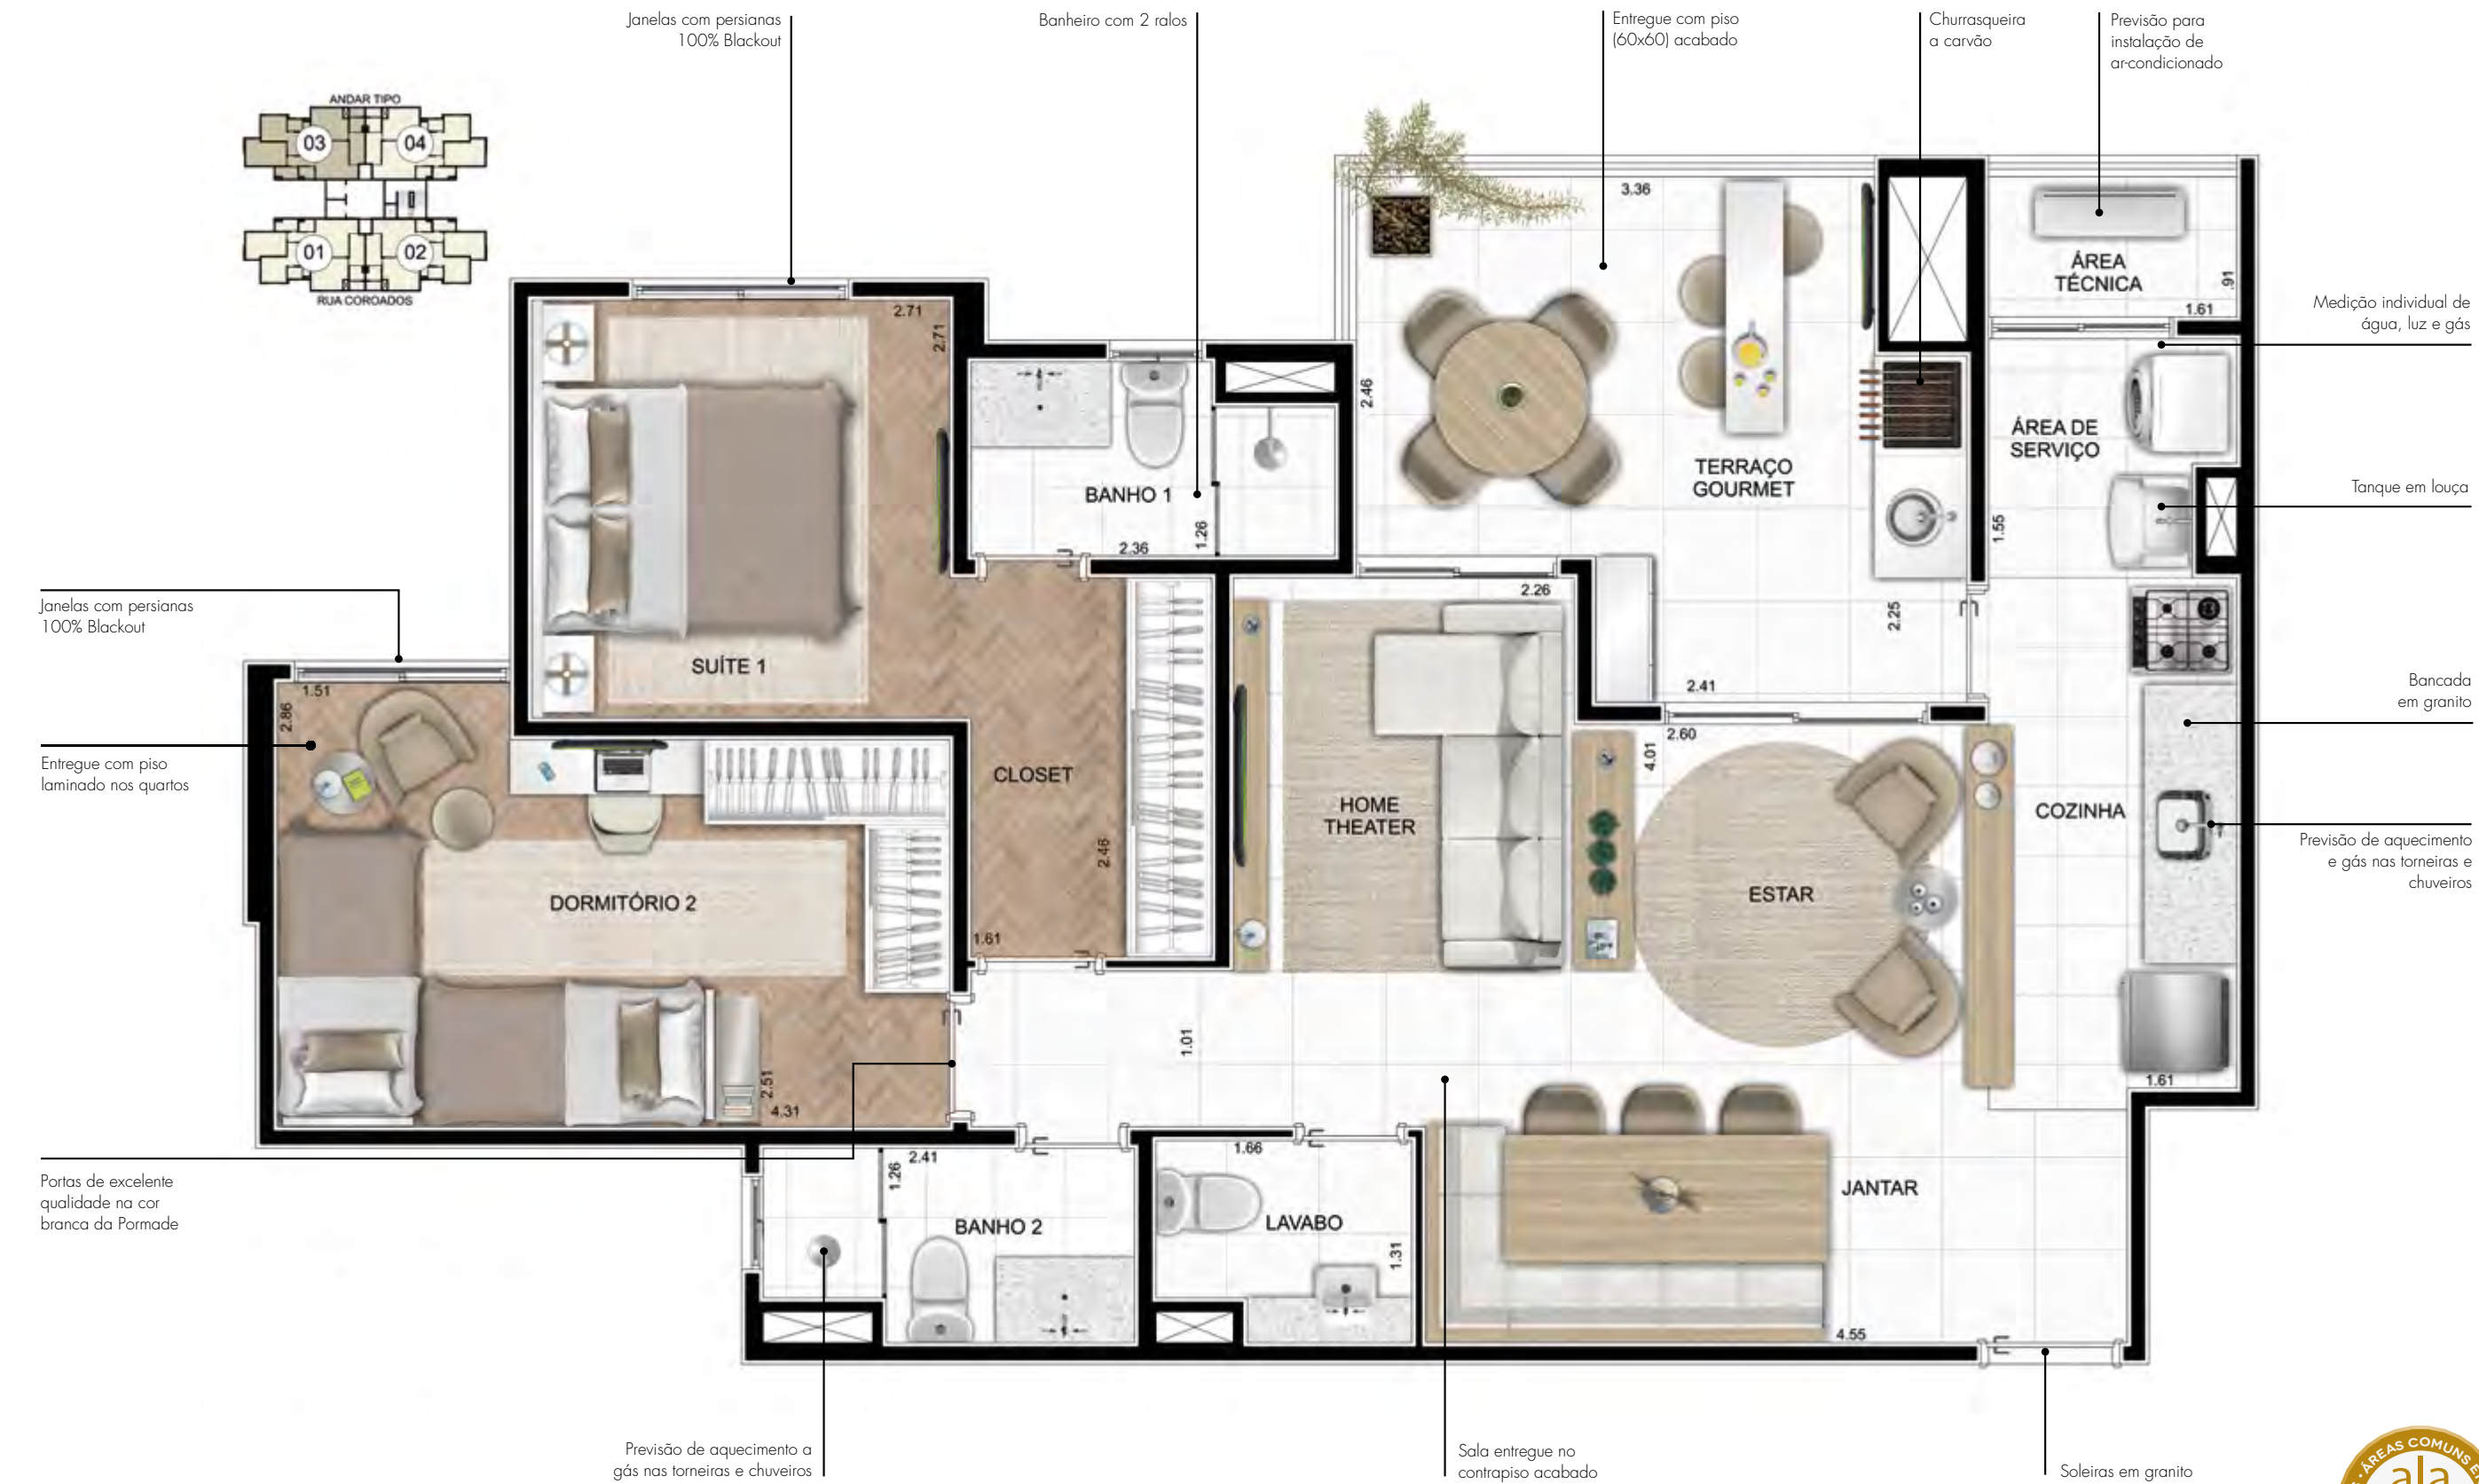 Janelas com persianas
100% Blackout
Banheiro com 2 ralos
Entregue com piso
(60x60) acabado
Churrasqueira
a carvão
Previsão para
instalação de
ar-condicionado
ANDAR TIPO
03
04
01
02
RUA COROADOS
3.36
ÁREA
TÉCNICA
.91
1.61
Medição individual de
água, luz e gás
2.71
2.71
2.46
BANHO 1
1.26
2.36
TERRAÇO
GOURMET
ÁREA DE
SERVIÇO
Tanque em louça
1.55
Janelas com persianas
100% Blackout
SUÍTE 1
2.26
2.25
2.41
1.51
2.86
Bancada
em granito
Entregue com piso
laminado nos quartos
CLOSET
2.46
1.61
HOME
THEATER
2.60
4.01
ESTAR
COZINHA
Previsão de aquecimento
e gás nas torneiras e
chuveiros
DORMITÓRIO 2
1.01
2.51
4.31
1.61
Portas de excelente
qualidade na cor
branca da Pormade
2.41
1.26
BANHO 2
1.66
LAVABO
1.31
JANTAR
4.55
Previsão de aquecimento a
gás nas torneiras e chuveiros
Sala entregue no
contrapiso acabado
Soleiras em granito
ÁREAS COMUNS E
ala